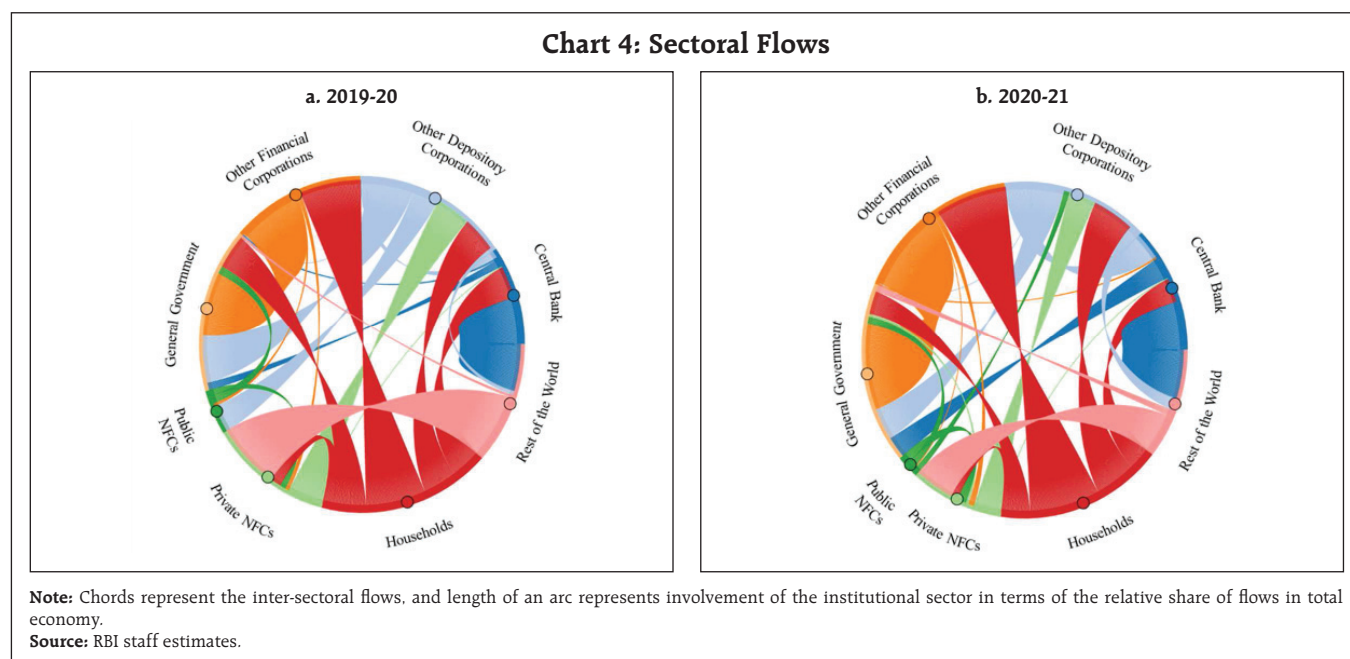 Chart 4: Sectoral Flows
a. 2019-20
Other Financial
Corporations
Other Depository
Corporations
General Government
Central Bank
Public
NFCs
Rest of the World
Private NFCs
Households
b. 2020-21
Other Financial
Corporations
Other Depository
Corporations
Central Bank
General Government
Rest of the World
Public
NFCs
Private NFCs
Households
Note: Chords represent the inter-sectoral flows, and length of an arc represents involvement of the institutional sector in terms of the relative share of flows in total
economy.
Source: RBI staff estimates.